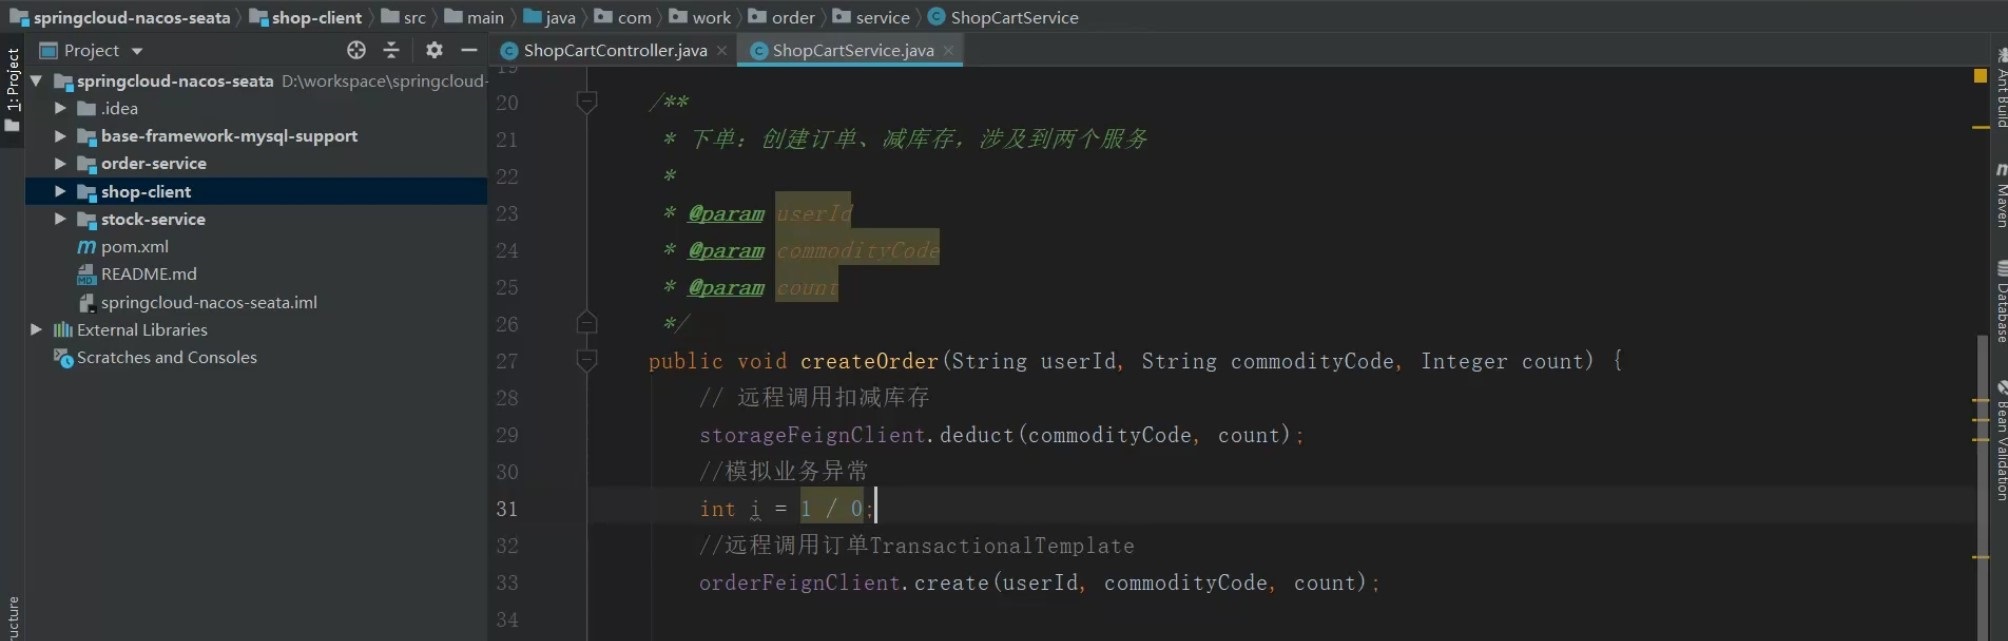 springcloud-nacos-seata shop-client src main java com work order service ShopCartService
Project
ShopCartController.java ShopCartService.java
1: Project
springcloud-nacos-seata D:\workspace\springcloud-
.idea
base-framework-mysql-support
order-service
shop-client
stock-service
pom.xml
README.md
springcloud-nacos-seata.iml
External Libraries
Scratches and Consoles
19
20 /**
21 * 下单：创建订单、减库存，涉及到两个服务
22 *
23 * @param userId
24 * @param commodityCode
25 * @param count
26 */
27 public void createOrder(String userId, String commodityCode, Integer count) {
28 // 远程调用扣减库存
29 storageFeignClient.deduct(commodityCode, count);
30 //模拟业务异常
31 int i = 1 / 0;
32 //远程调用订单TransactionalTemplate
33 orderFeignClient.create(userId, commodityCode, count);
34
Ant Build
Maven
Database
Bean Validation